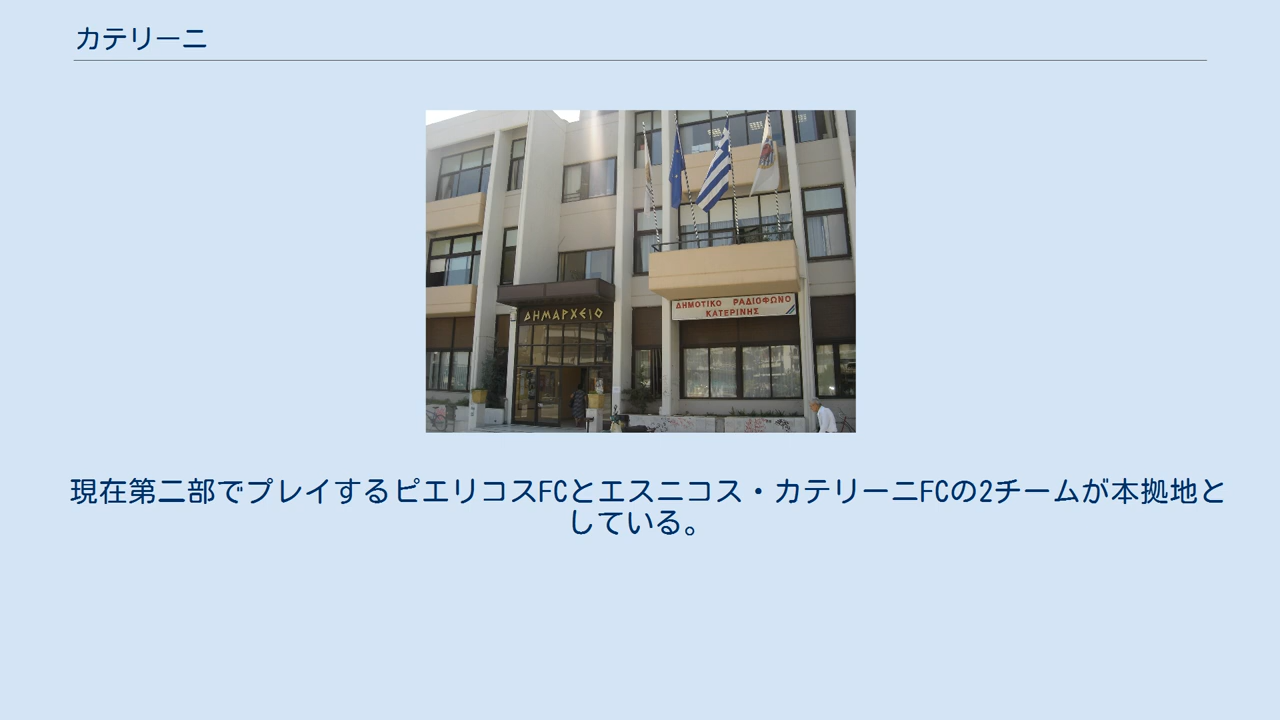 カテリーニ
ΔΗΜΑΡΧΕΙΟ
ΔΗΜΟΤΙΚΟ ΡΑΔΙΟΦΩΝΟ
ΚΑΤΕΡΙΝΗΣ
現在第二部でプレイするピエリコスFCとエスニコス・カテリーニFCの2チームが本拠地と
している。